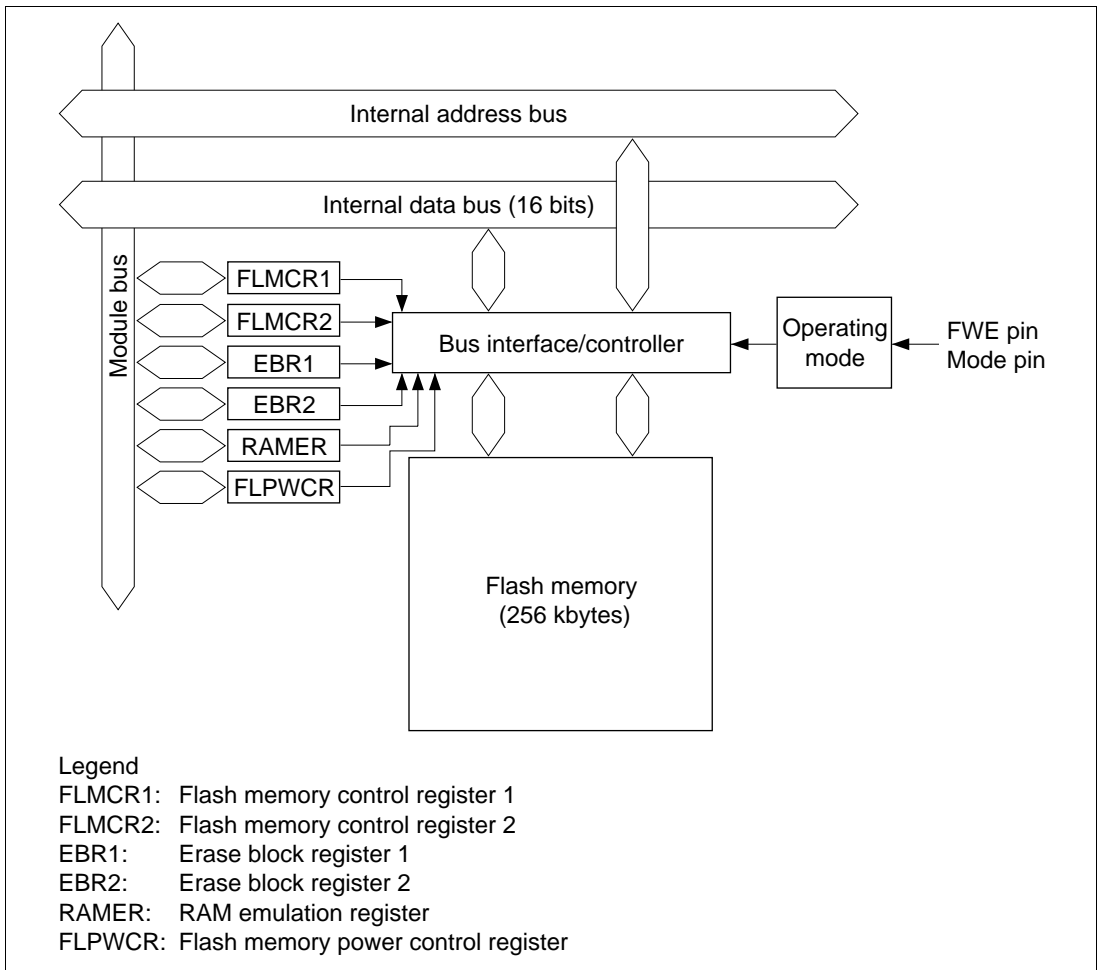 Internal address bus
Internal data bus (16 bits)
Module bus
FLMCR1
FLMCR2
EBR1
EBR2
RAMER
FLPWCR
Bus interface/controller
Operating
mode
FWE pin
Mode pin
Flash memory
(256 kbytes)
Legend
FLMCR1: Flash memory control register 1
FLMCR2: Flash memory control register 2
EBR1: Erase block register 1
EBR2: Erase block register 2
RAMER: RAM emulation register
FLPWCR: Flash memory power control register